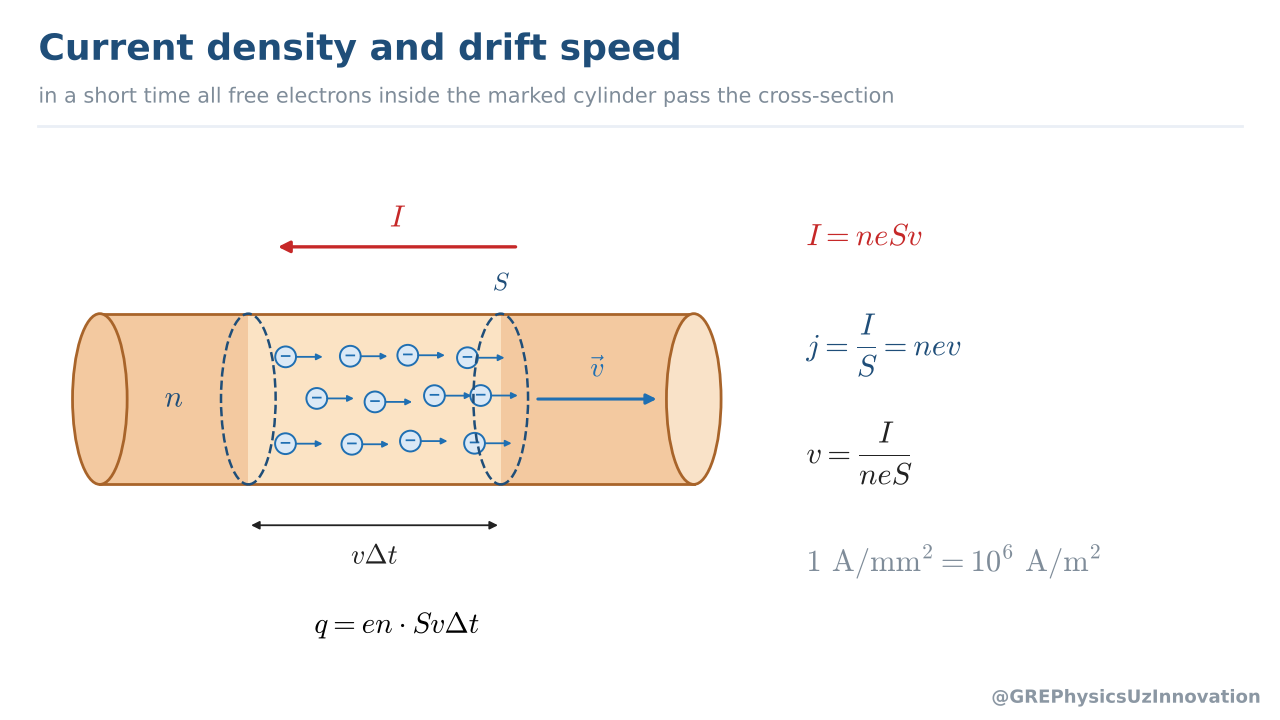 Current density and drift speed
in a short time all free electrons inside the marked cylinder pass the cross-section
I
S
n
v⃗
vΔt
q = en · SvΔt
I = neSv
j = I/S = nev
v = I/neS
1 A/mm² = 10⁶ A/m²
@GREPhysicsUzInnovation